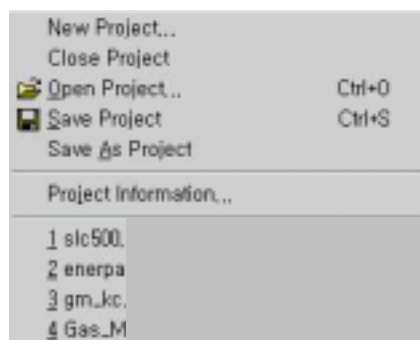 New Project...
Close Project
Open Project... Ctrl+O
Save Project Ctrl+S
Save As Project
Project Information...
1 slc500.
2 enerpa
3 gm_kc.
4 Gas_M